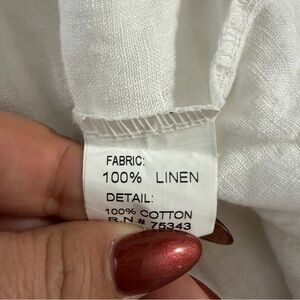 FABRIC:
100% LINEN
DETAIL:
100% COTTON
R.N.# 75343